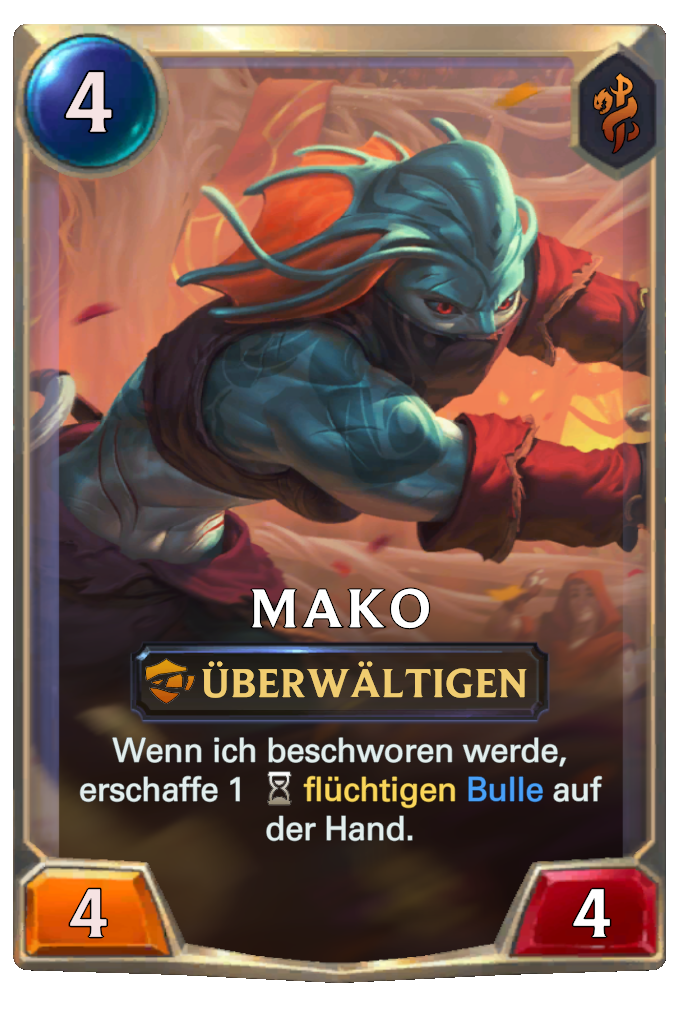 4
MAKO
ÜBERWÄLTIGEN
Wenn ich beschworen werde,
erschaffe 1 flüchtigen Bulle auf
der Hand.
4
4